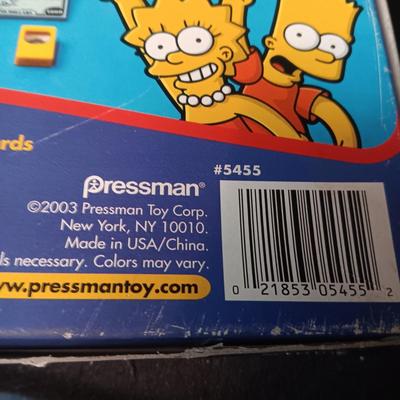 rds
#5455
Pressman®
©2003 Pressman Toy Corp.
New York, NY 10010.
Made in USA/China.
ls necessary. Colors may vary.
www.pressmantoy.com
0 21853 05455 2